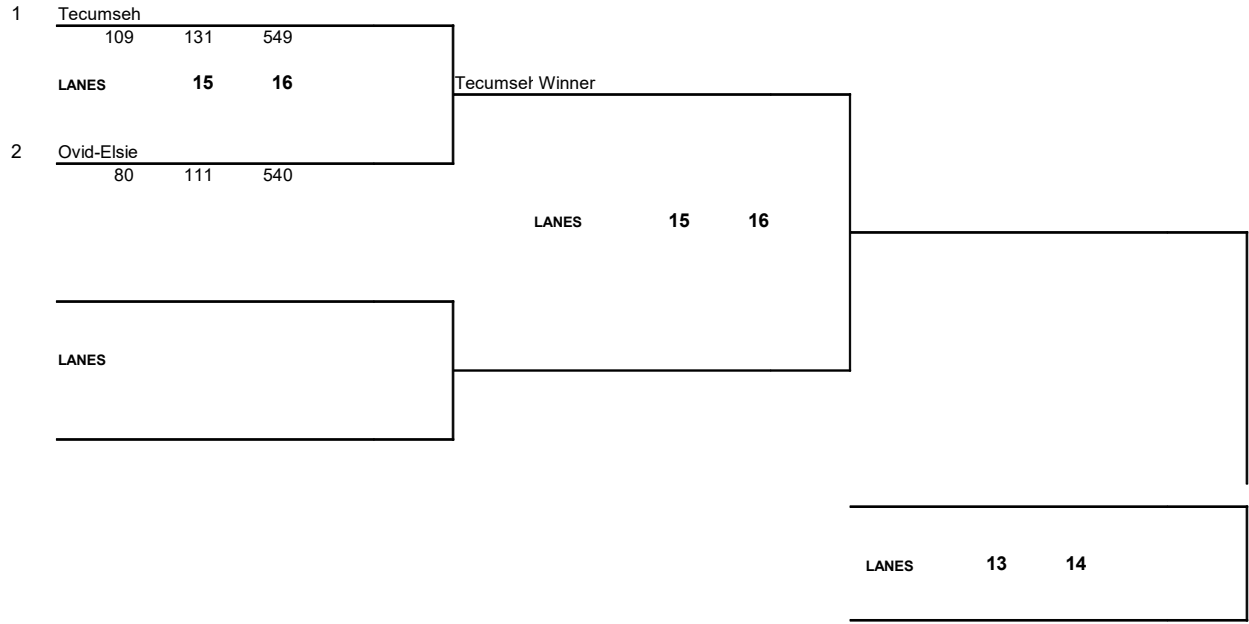 1 Tecumseh
109 131 549
LANES 15 16
Tecumseh Winner
2 Ovid-Elsie
80 111 540
LANES 15 16
LANES
LANES 13 14